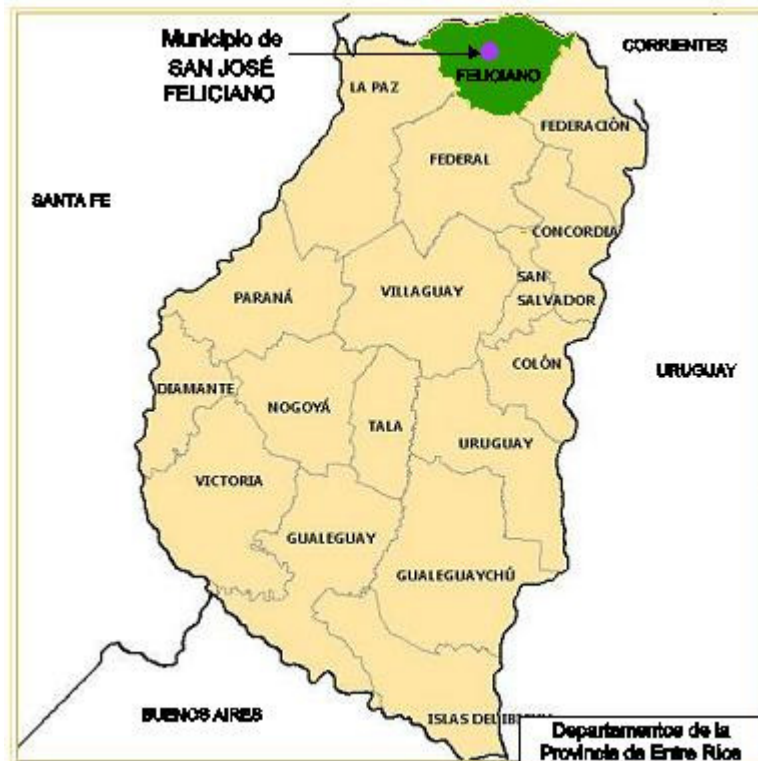 Municipio de
SAN JOSÉ
FELICIANO
CORRIENTES
FELICIANO
LA PAZ
FEDERACIÓN
FEDERAL
SANTA FE
CONCORDIA
SAN
SALVADOR
PARANÁ
VILLAGUAY
COLÓN
URUGUAY
DIAMANTE
NOGOYÁ
TALA
URUGUAY
VICTORIA
GUALEGUAY
GUALEGUAYCHÚ
BUENOS AIRES
ISLAS DEL
Departamentos de la
Provincia de Entre Ríos